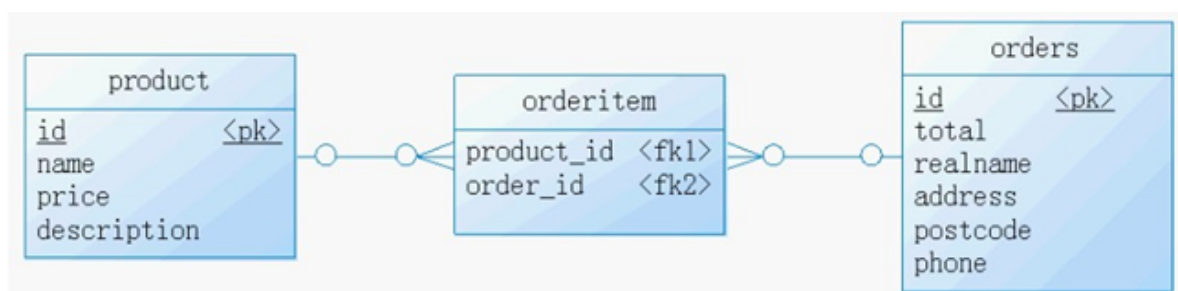 product
id <pk>
name
price
description
orderitem
product_id <fk1>
order_id <fk2>
orders
id <pk>
total
realname
address
postcode
phone